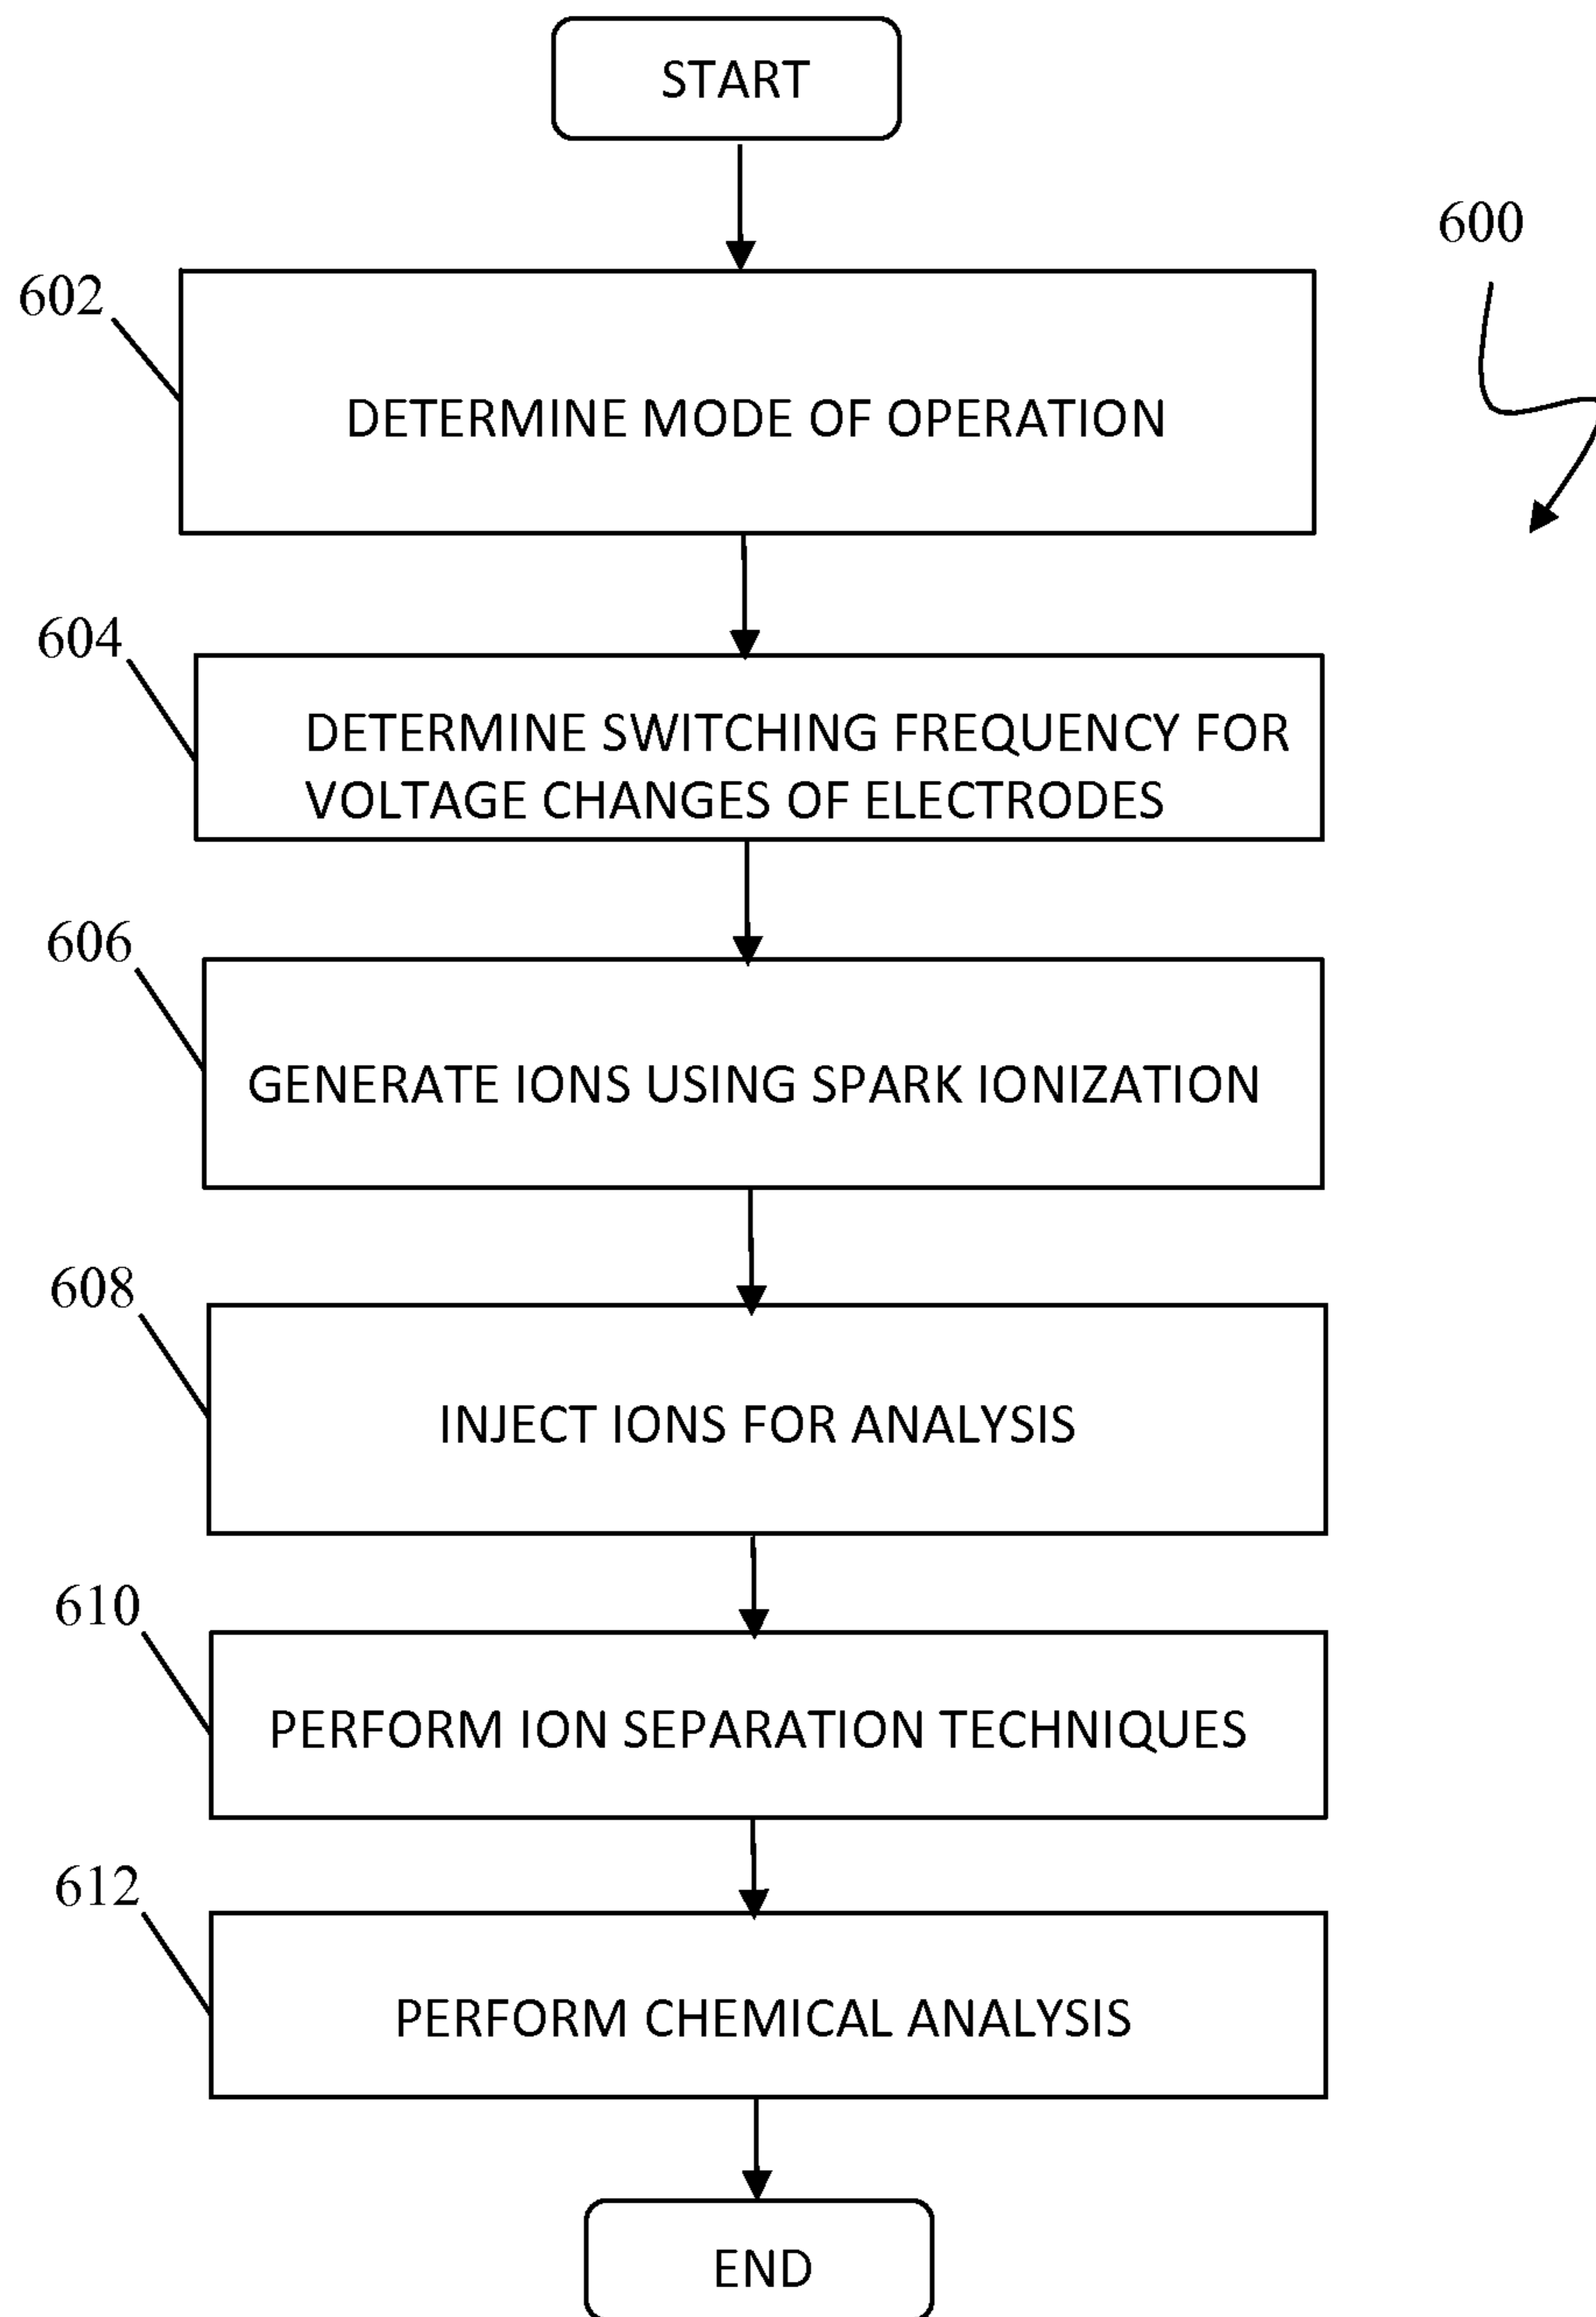 START
600
602
DETERMINE MODE OF OPERATION
604
DETERMINE SWITCHING FREQUENCY FOR
VOLTAGE CHANGES OF ELECTRODES
606
GENERATE IONS USING SPARK IONIZATION
608
INJECT IONS FOR ANALYSIS
610
PERFORM ION SEPARATION TECHNIQUES
612
PERFORM CHEMICAL ANALYSIS
END